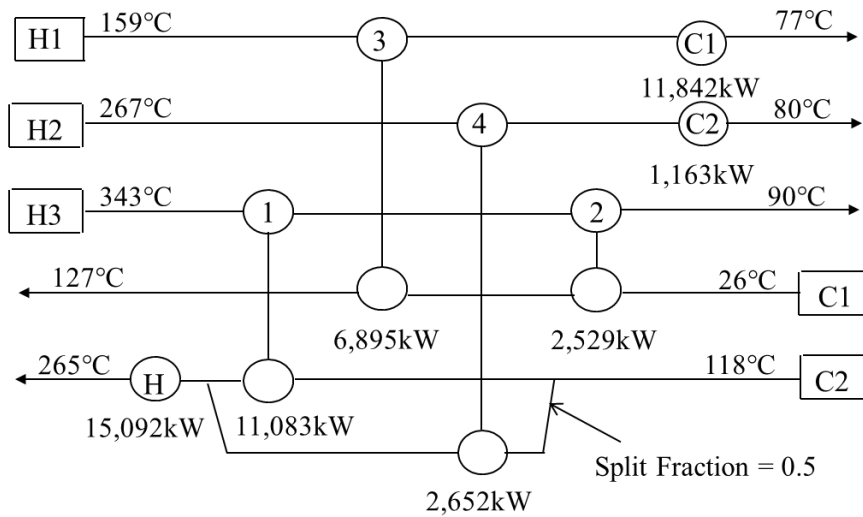 H1 159°C 3 C1 77°C
11,842kW
H2 267°C 4 C2 80°C
1,163kW
H3 343°C 1 2 90°C
127°C 26°C C1
6,895kW 2,529kW
265°C H 118°C C2
15,092kW 11,083kW
Split Fraction = 0.5
2,652kW